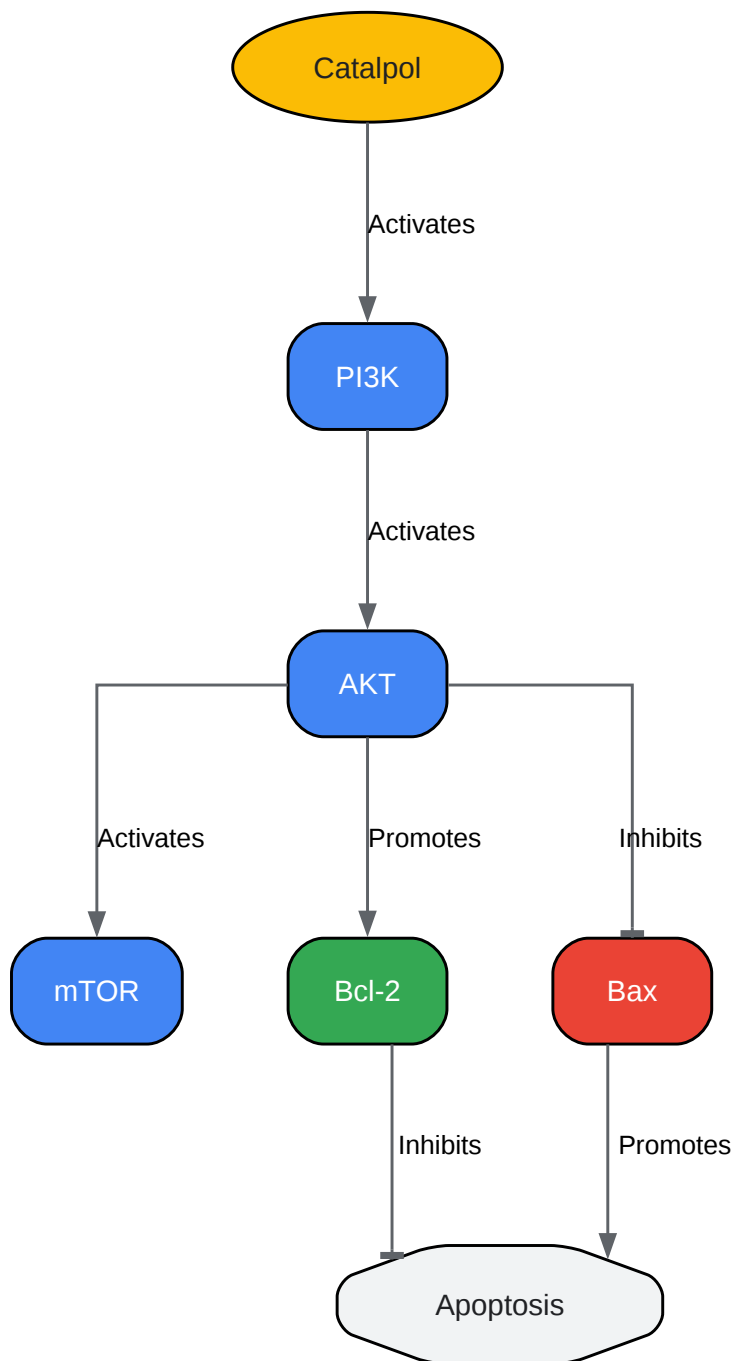 Catalpol
Activates
PI3K
Activates
AKT
Activates
Promotes
Inhibits
mTOR
Bcl-2
Bax
Inhibits
Promotes
Apoptosis